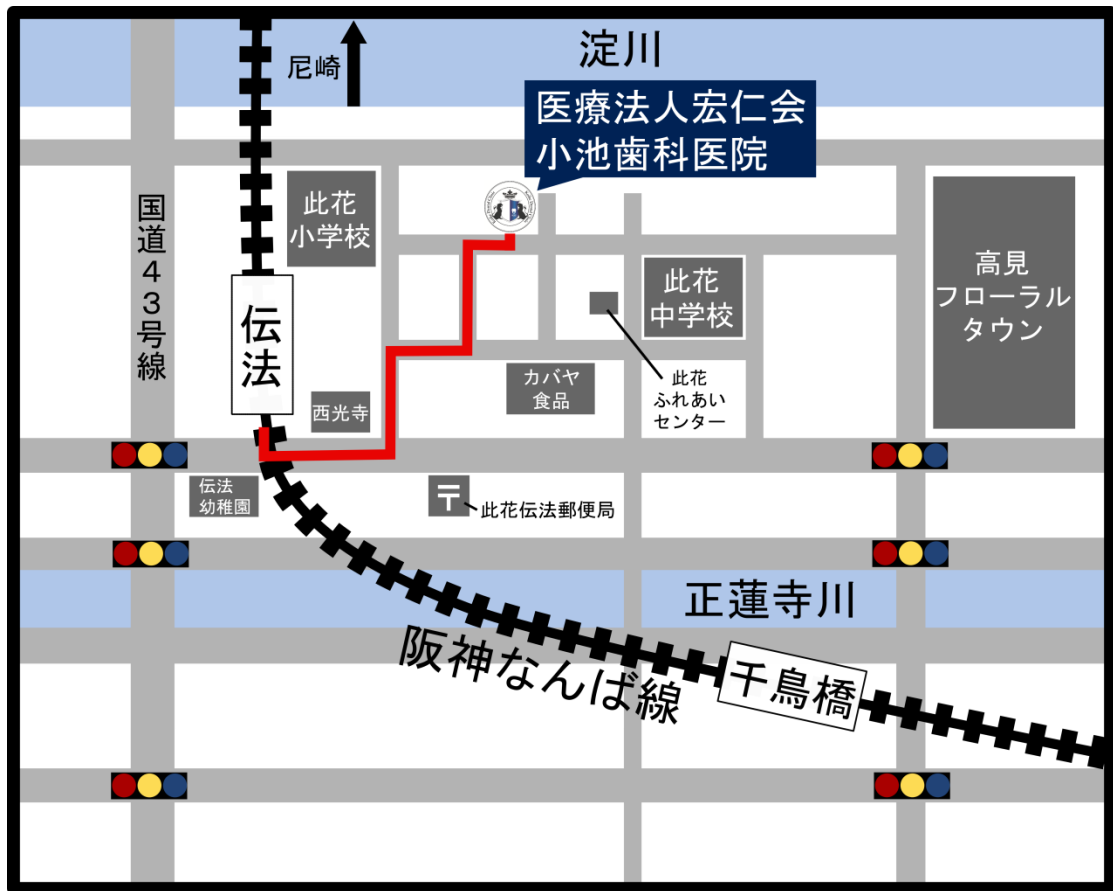 淀川
尼崎
医療法人宏仁会
小池歯科医院
国道43号線
此花
小学校
此花
中学校
高見
フローラル
タウン
伝法
カバヤ
食品
此花
ふれあい
センター
西光寺
伝法
幼稚園
〒
此花伝法郵便局
正蓮寺川
阪神なんば線
千鳥橋